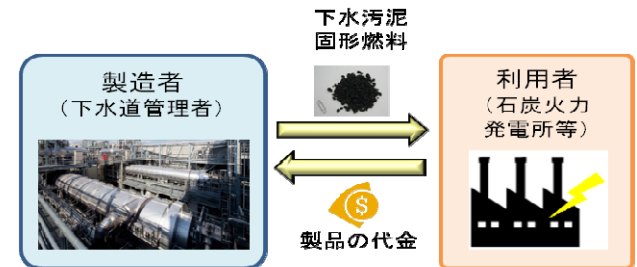 下水汚泥
固形燃料
製造者
（下水道管理者）
利用者
（石炭火力
発電所等）
$
製品の代金